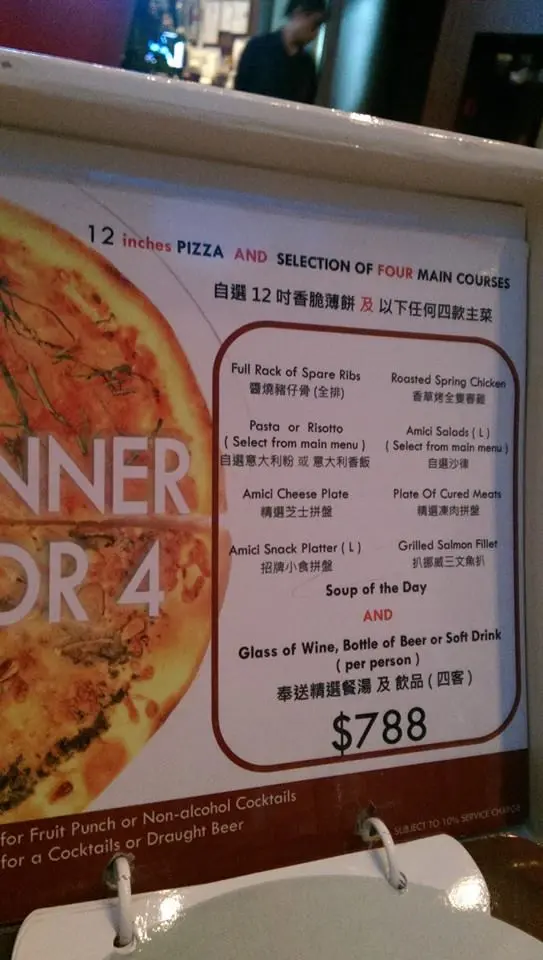 12 inches PIZZA AND SELECTION OF FOUR MAIN COURSES
自選 12 吋香脆薄餅 及 以下任何四款主菜
NNER
OR 4
Full Rack of Spare Ribs
醬燒豬仔骨 (全排)
Roasted Spring Chicken
香草烤全隻春雞
Pasta or Risotto
( Select from main menu )
自選意大利粉 或 意大利香飯
Amici Salads ( L )
( Select from main menu )
自選沙律
Amici Cheese Plate
精選芝士拼盤
Plate Of Cured Meats
精選凍肉拼盤
Amici Snack Platter ( L )
招牌小食拼盤
Grilled Salmon Fillet
扒挪威三文魚扒
Soup of the Day
AND
Glass of Wine, Bottle of Beer or Soft Drink
( per person )
奉送精選餐湯 及 飲品 ( 四客 )
$788
for Fruit Punch or Non-alcohol Cocktails
for a Cocktails or Draught Beer
SUBJECT TO 10% SERVICE CHARGE